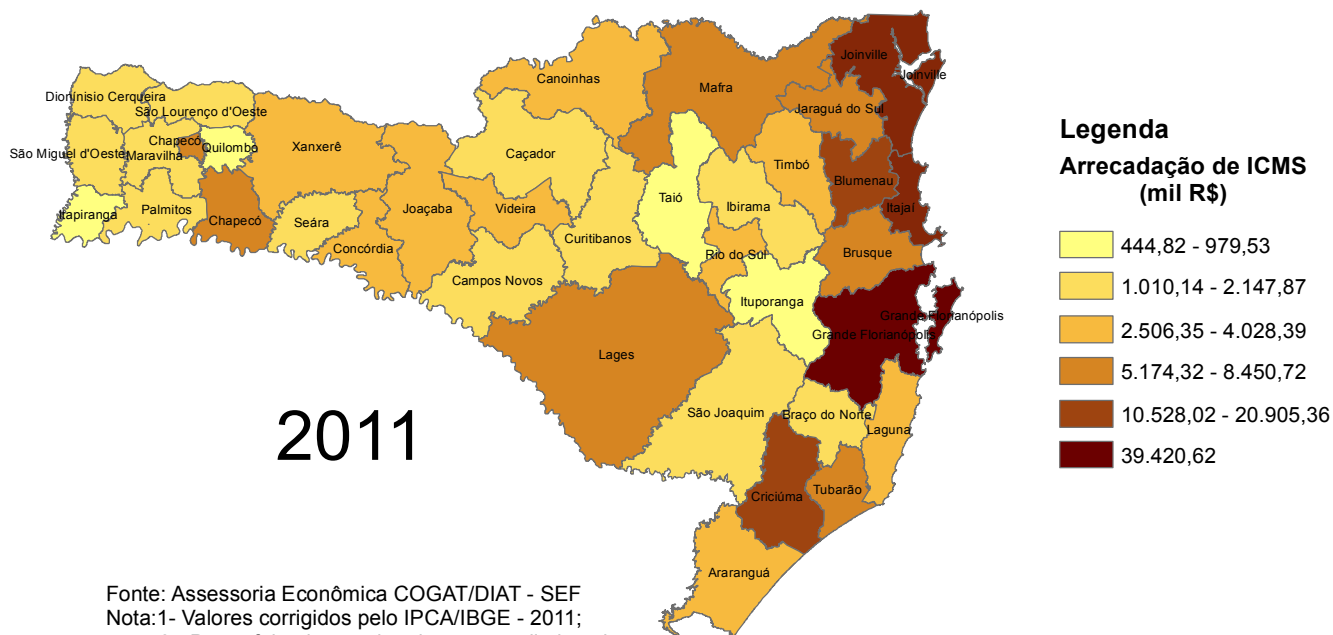 Joinville
Canoinhas
Joinville
Mafra
Dionínisio Cerqueira
Jaraguá do Sul
São Lourenço d'Oeste
Chapecó
Quilombo
Xanxerê
São Miguel d'Oeste
Maravilha
Caçador
Timbó
Blumenau
Taió
Ibirama
Itajaí
Itapiranga
Palmitos
Chapecó
Seára
Joaçaba
Videira
Curitibanos
Concórdia
Rio do Sul
Brusque
Campos Novos
Ituporanga
Grande Florianópolis
Grande Florianópolis
Lages
São Joaquim
Braço do Norte
Laguna
Criciúma
Tubarão
Araranguá
2011
Legenda
Arrecadação de ICMS
(mil R$)
444,82 - 979,53
1.010,14 - 2.147,87
2.506,35 - 4.028,39
5.174,32 - 8.450,72
10.528,02 - 20.905,36
39.420,62
Fonte: Assessoria Econômica COGAT/DIAT - SEF
Nota:1- Valores corrigidos pelo IPCA/IBGE - 2011;